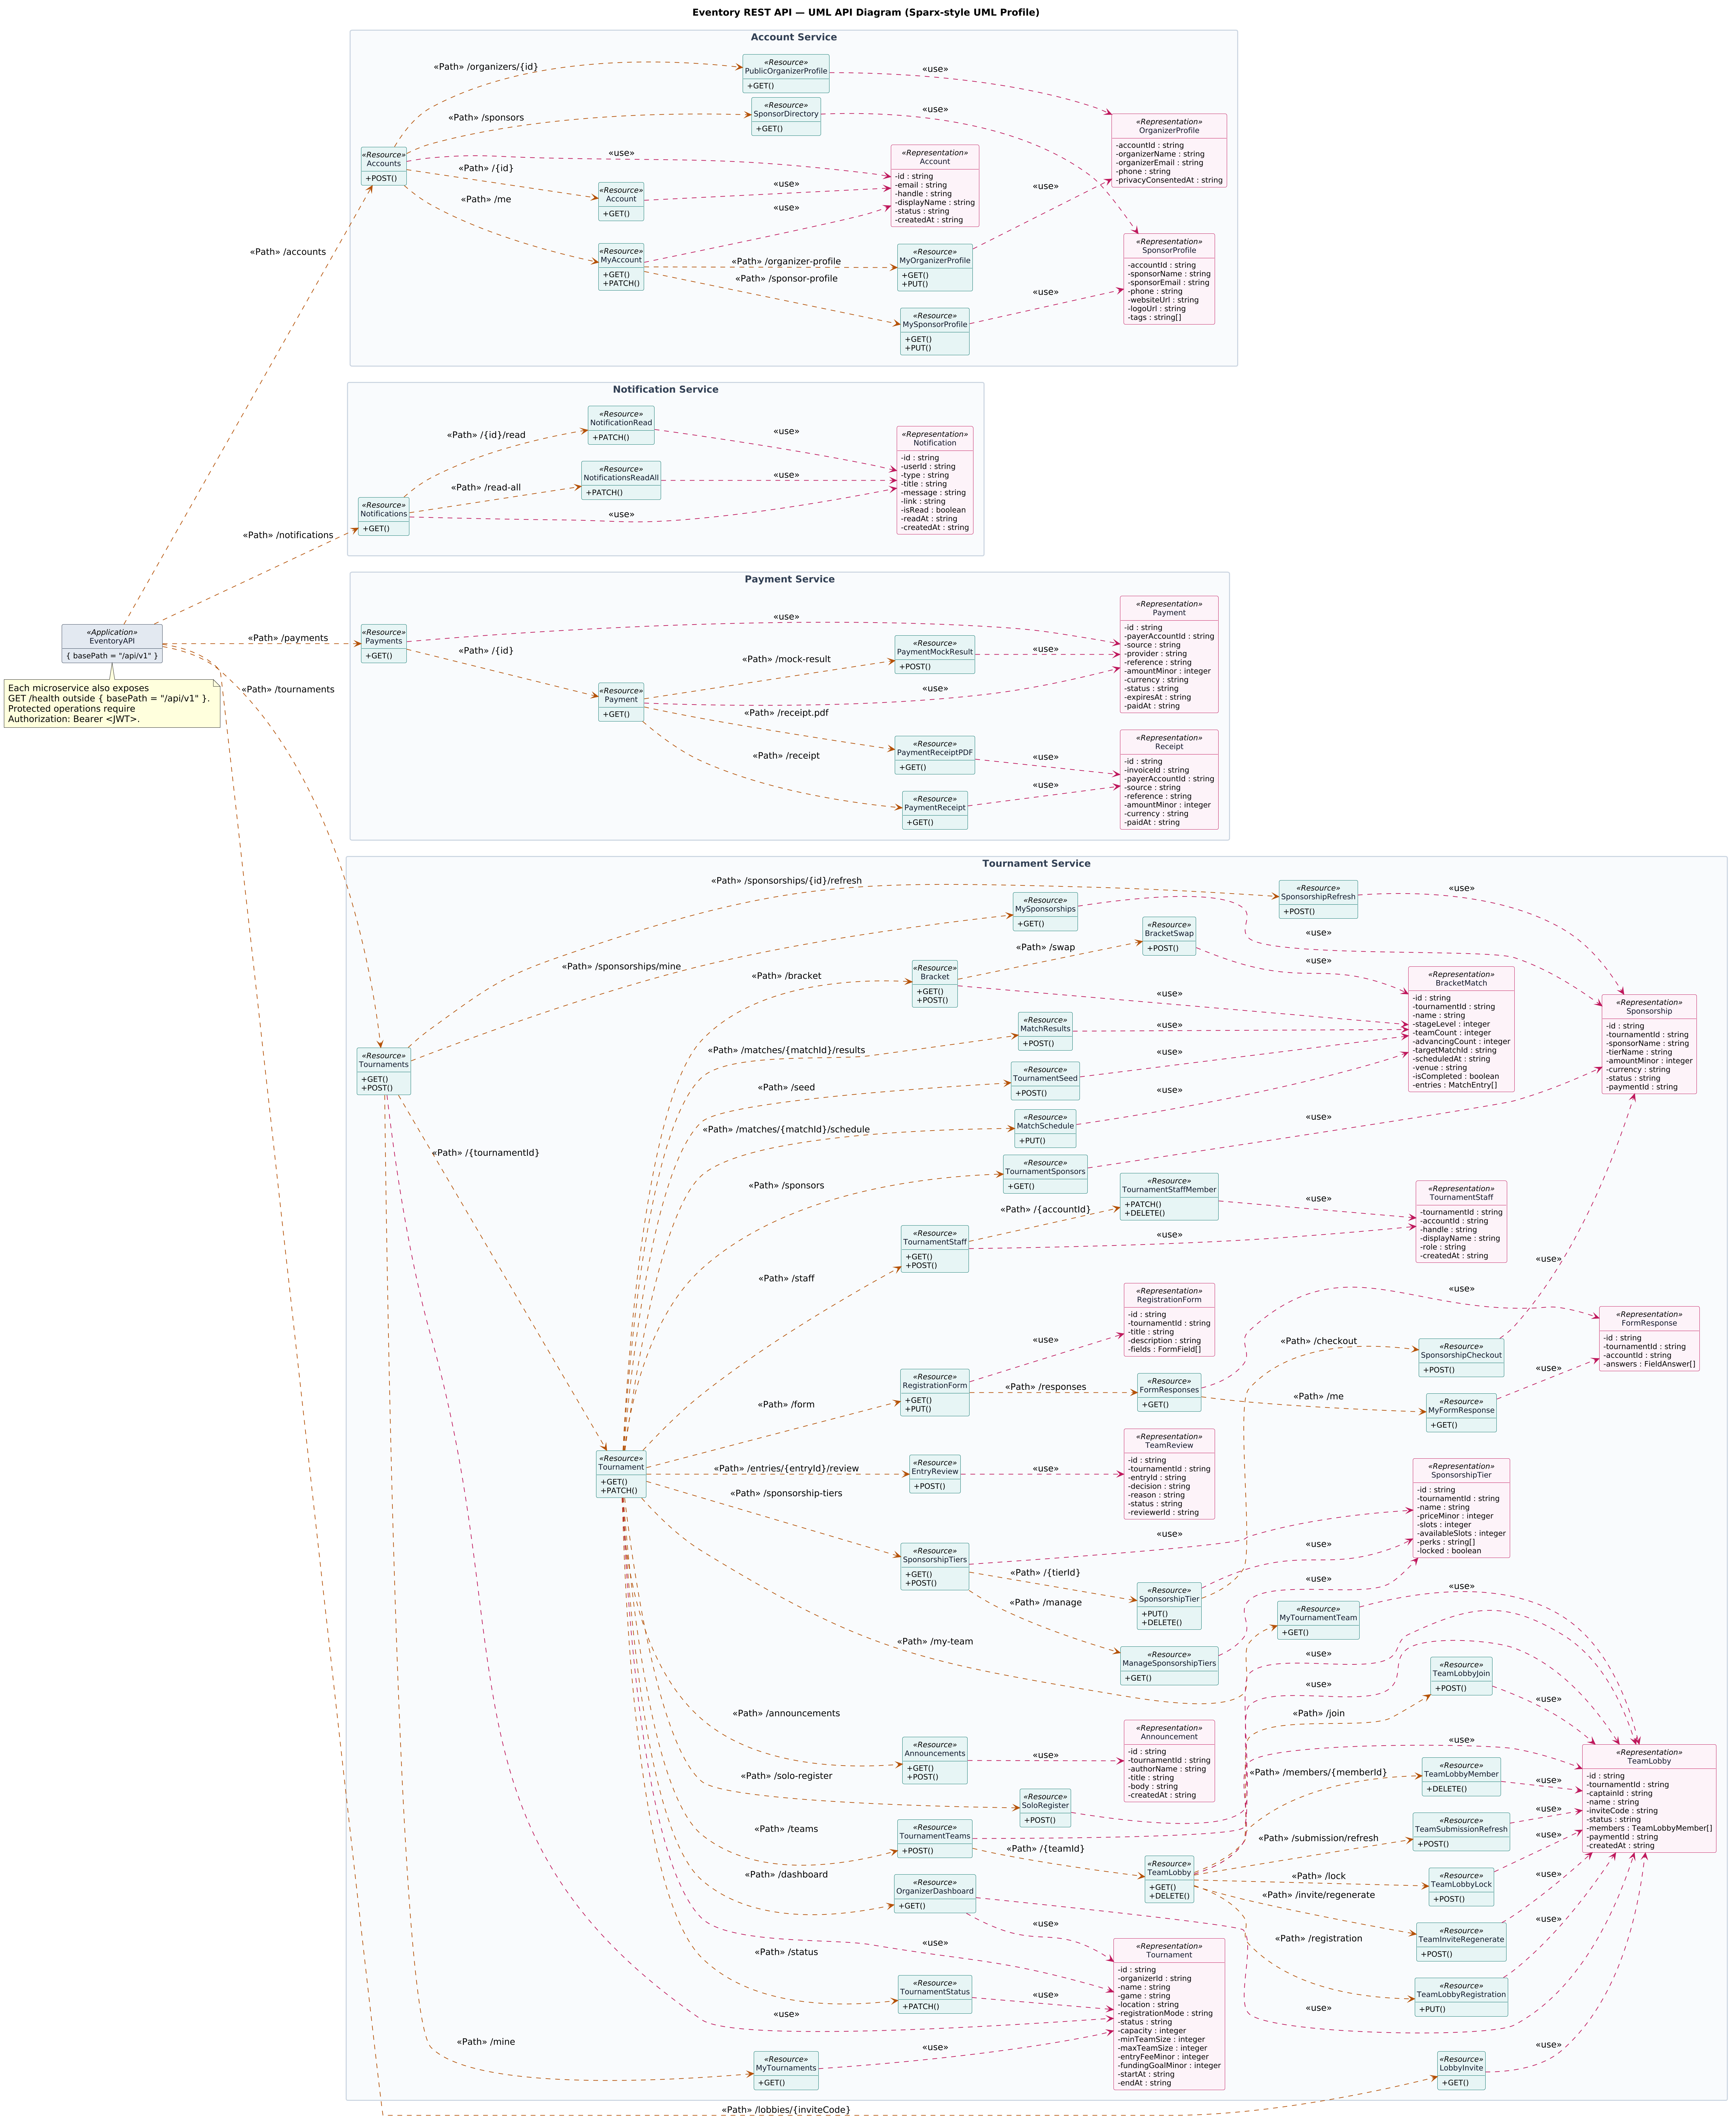 Eventory REST API — UML API Diagram (Sparx-style UML Profile)
Account Service
«Path» /organizers/{id}
«Resource»
PublicOrganizerProfile
+GET()
«use»
«Path» /sponsors
«Resource»
SponsorDirectory
+GET()
«use»
«Representation»
OrganizerProfile
-accountId : string
-organizerName : string
-organizerEmail : string
-phone : string
-privacyConsentedAt : string
«Resource»
Accounts
+POST()
«use»
«Path» /{id}
«Path» /me
«Resource»
Account
+GET()
«use»
«use»
«Representation»
Account
-id : string
-email : string
-handle : string
-displayName : string
-status : string
-createdAt : string
«use»
«Path» /accounts
«Resource»
MyAccount
+GET()
+PATCH()
«Path» /organizer-profile
«Path» /sponsor-profile
«Resource»
MyOrganizerProfile
+GET()
+PUT()
«Representation»
SponsorProfile
-accountId : string
-sponsorName : string
-sponsorEmail : string
-phone : string
-websiteUrl : string
-logoUrl : string
-tags : string[]
«use»
«Resource»
MySponsorProfile
+GET()
+PUT()
Notification Service
«Resource»
NotificationRead
+PATCH()
«Path» /{id}/read
«use»
«Representation»
Notification
-id : string
-userId : string
-type : string
-title : string
-message : string
-link : string
-isRead : boolean
-readAt : string
-createdAt : string
«Resource»
NotificationsReadAll
+PATCH()
«Path» /read-all
«use»
«Resource»
Notifications
+GET()
«use»
«Path» /notifications
Payment Service
«Application»
EventoryAPI
{ basePath = "/api/v1" }
Each microservice also exposes
GET /health outside { basePath = "/api/v1" }.
Protected operations require
Authorization: Bearer <JWT>.
«Path» /payments
«Path» /tournaments
«Resource»
Payments
+GET()
«use»
«Path» /{id}
«Resource»
Payment
+GET()
«Path» /mock-result
«Resource»
PaymentMockResult
+POST()
«use»
«use»
«Representation»
Payment
-id : string
-payerAccountId : string
-source : string
-provider : string
-reference : string
-amountMinor : integer
-currency : string
-status : string
-expiresAt : string
-paidAt : string
«Path» /receipt.pdf
«Resource»
PaymentReceiptPDF
+GET()
«use»
«Path» /receipt
«Resource»
PaymentReceipt
+GET()
«use»
«Representation»
Receipt
-id : string
-invoiceId : string
-payerAccountId : string
-source : string
-reference : string
-amountMinor : integer
-currency : string
-paidAt : string
Tournament Service
«Path» /sponsorships/{id}/refresh
«Resource»
SponsorshipRefresh
+POST()
«use»
«Resource»
MySponsorships
+GET()
«use»
«Path» /sponsorships/mine
«Resource»
BracketSwap
+POST()
«Path» /swap
«use»
«Path» /bracket
«Resource»
Bracket
+GET()
+POST()
«use»
«Representation»
BracketMatch
-id : string
-tournamentId : string
-name : string
-stageLevel : integer
-teamCount : integer
-advancingCount : integer
-targetMatchId : string
-scheduledAt : string
-venue : string
-isCompleted : boolean
-entries : MatchEntry[]
«Representation»
Sponsorship
-id : string
-tournamentId : string
-sponsorName : string
-tierName : string
-amountMinor : integer
-currency : string
-status : string
-paymentId : string
«Resource»
MatchResults
+POST()
«use»
«Path» /matches/{matchId}/results
«Resource»
Tournaments
+GET()
+POST()
«Path» /seed
«Resource»
TournamentSeed
+POST()
«use»
«use»
«Path» /matches/{matchId}/schedule
«Resource»
MatchSchedule
+PUT()
«use»
«Path» /{tournamentId}
«Path» /sponsors
«Resource»
TournamentSponsors
+GET()
«Resource»
TournamentStaffMember
+PATCH()
+DELETE()
«use»
«Path» /{accountId}
«Representation»
TournamentStaff
-tournamentId : string
-accountId : string
-handle : string
-displayName : string
-role : string
-createdAt : string
«Resource»
TournamentStaff
+GET()
+POST()
«use»
«use»
«Path» /staff
«Representation»
RegistrationForm
-id : string
-tournamentId : string
-title : string
-description : string
-fields : FormField[]
«use»
«use»
«Path» /checkout
«Resource»
SponsorshipCheckout
+POST()
«Representation»
FormResponse
-id : string
-tournamentId : string
-accountId : string
-answers : FieldAnswer[]
«use»
«Path» /form
«Resource»
RegistrationForm
+GET()
+PUT()
«Path» /responses
«Resource»
FormResponses
+GET()
«Path» /me
«Resource»
MyFormResponse
+GET()
«Resource»
Tournament
+GET()
+PATCH()
«Path» /entries/{entryId}/review
«Resource»
EntryReview
+POST()
«use»
«Representation»
TeamReview
-id : string
-tournamentId : string
-entryId : string
-decision : string
-reason : string
-status : string
-reviewerId : string
«Path» /sponsorship-tiers
«Representation»
SponsorshipTier
-id : string
-tournamentId : string
-name : string
-priceMinor : integer
-slots : integer
-availableSlots : integer
-perks : string[]
-locked : boolean
«use»
«use»
«use»
«Resource»
SponsorshipTiers
+GET()
+POST()
«Path» /{tierId}
«Path» /manage
«Resource»
SponsorshipTier
+PUT()
+DELETE()
«Resource»
MyTournamentTeam
+GET()
«use»
«Path» /my-team
«Resource»
ManageSponsorshipTiers
+GET()
«use»
«use»
«Resource»
TeamLobbyJoin
+POST()
«use»
«Path» /join
«Path» /announcements
«Resource»
Announcements
+GET()
+POST()
«use»
«Representation»
Announcement
-id : string
-tournamentId : string
-authorName : string
-title : string
-body : string
-createdAt : string
«use»
«Representation»
TeamLobby
-id : string
-tournamentId : string
-captainId : string
-name : string
-inviteCode : string
-status : string
-members : TeamLobbyMember[]
-paymentId : string
-createdAt : string
«Path» /solo-register
«Resource»
SoloRegister
+POST()
«Path» /members/{memberId}
«Resource»
TeamLobbyMember
+DELETE()
«use»
«Path» /teams
«Resource»
TournamentTeams
+POST()
«Path» /{teamId}
«Path» /submission/refresh
«Resource»
TeamSubmissionRefresh
+POST()
«use»
«Resource»
TeamLobby
+GET()
+DELETE()
«Path» /lock
«Resource»
TeamLobbyLock
+POST()
«use»
«Path» /dashboard
«Resource»
OrganizerDashboard
+GET()
«use»
«Path» /invite/regenerate
«Resource»
TeamInviteRegenerate
+POST()
«use»
«use»
«Path» /registration
«use»
«Path» /status
«Resource»
TournamentStatus
+PATCH()
«use»
«Representation»
Tournament
-id : string
-organizerId : string
-name : string
-game : string
-location : string
-registrationMode : string
-status : string
-capacity : integer
-minTeamSize : integer
-maxTeamSize : integer
-entryFeeMinor : integer
-fundingGoalMinor : integer
-startAt : string
-endAt : string
«Resource»
TeamLobbyRegistration
+PUT()
«use»
«use»
«Path» /mine
«Resource»
MyTournaments
+GET()
«use»
«Resource»
LobbyInvite
+GET()
«use»
«Path» /lobbies/{inviteCode}